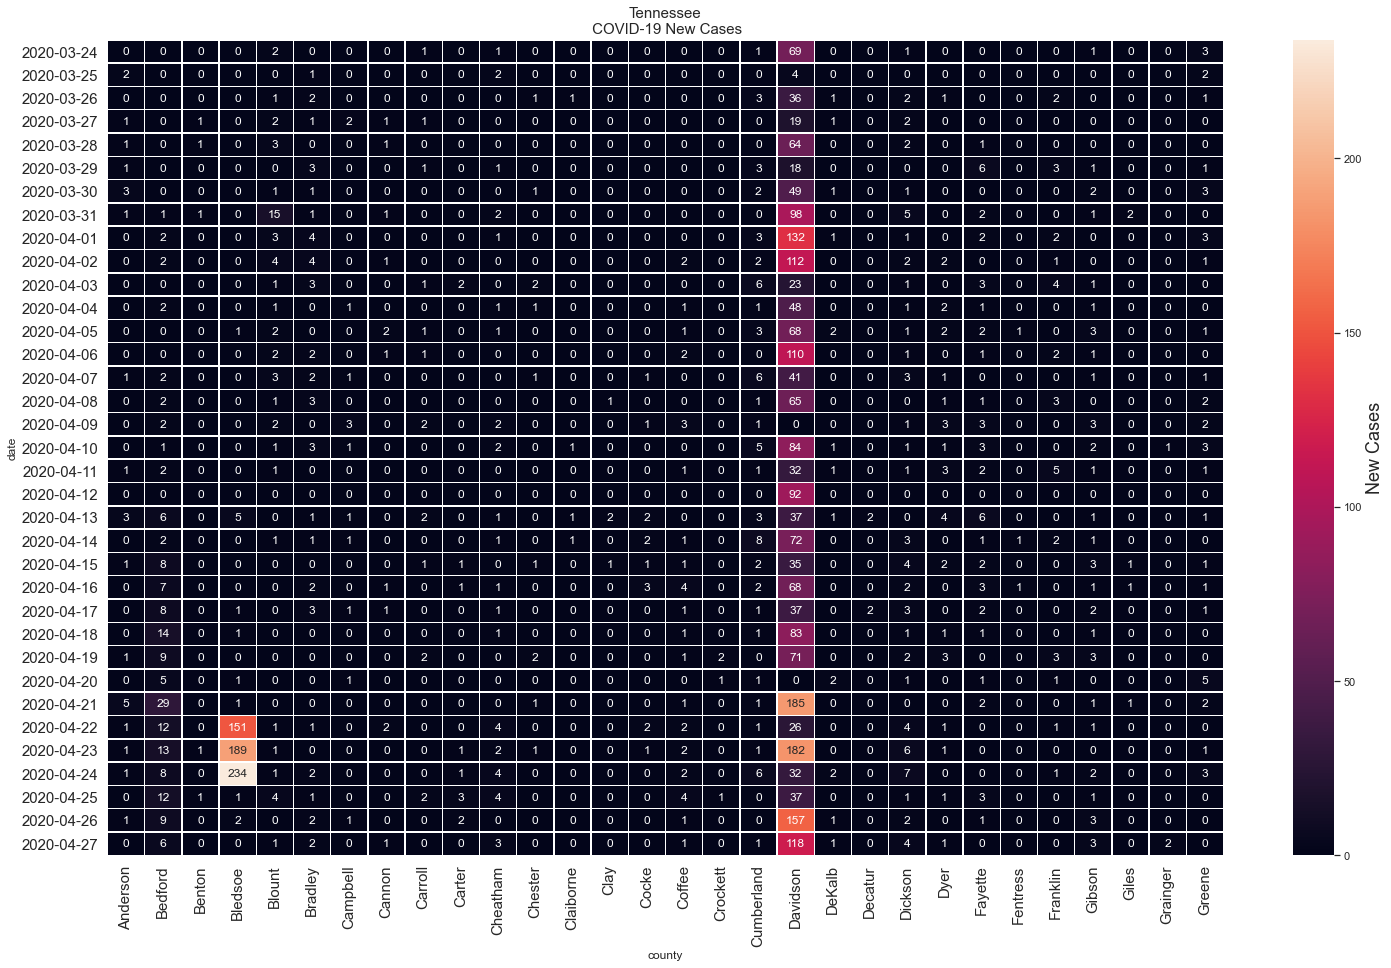 Tennessee
COVID-19 New Cases
2020-03-24 0 0 0 0 2 0 0 0 1 0 1 0 0 0 0 0 0 1 69 0 0 1 0 0 0 0 1 0 0 3
2020-03-25 2 0 0 0 0 1 0 0 0 0 2 0 0 0 0 0 0 0 4 0 0 0 0 0 0 0 0 0 0 2
2020-03-26 0 0 0 0 1 2 0 0 0 0 0 1 1 0 0 0 0 3 36 1 0 2 1 0 0 2 0 0 0 1
2020-03-27 1 0 1 0 2 1 2 1 1 0 0 0 0 0 0 0 0 0 19 1 0 2 0 0 0 0 0 0 0 0
2020-03-28 1 0 1 0 3 0 0 1 0 0 0 0 0 0 0 0 0 0 64 0 0 2 0 1 0 0 0 0 0 0
2020-03-29 1 0 0 0 0 3 0 0 1 0 1 0 0 0 0 0 0 3 18 0 0 0 0 6 0 3 1 0 0 1
2020-03-30 3 0 0 0 1 1 0 0 0 0 0 1 0 0 0 0 0 2 49 1 0 1 0 0 0 0 2 0 0 3
2020-03-31 1 1 1 0 15 1 0 1 0 0 2 0 0 0 0 0 0 0 98 0 0 5 0 2 0 0 1 2 0 0
2020-04-01 0 2 0 0 3 4 0 0 0 0 1 0 0 0 0 0 0 3 132 1 0 1 0 2 0 2 0 0 0 3
2020-04-02 0 2 0 0 4 4 0 1 0 0 0 0 0 0 0 2 0 2 112 0 0 2 2 0 0 1 0 0 0 1
2020-04-03 0 0 0 0 1 3 0 0 1 2 0 2 0 0 0 0 0 6 23 0 0 1 0 3 0 4 1 0 0 0
2020-04-04 0 2 0 0 1 0 1 0 0 0 1 1 0 0 0 1 0 1 48 0 0 1 2 1 0 0 1 0 0 0
2020-04-05 0 0 0 1 2 0 0 2 1 0 1 0 0 0 0 1 0 3 68 2 0 1 2 2 1 0 3 0 0 1
2020-04-06 0 0 0 0 2 2 0 1 1 0 0 0 0 0 0 2 0 0 110 0 0 1 0 1 0 2 1 0 0 0
2020-04-07 1 2 0 0 3 2 1 0 0 0 0 1 0 0 1 0 0 6 41 0 0 3 1 0 0 0 1 0 0 1
2020-04-08 0 2 0 0 1 3 0 0 0 0 0 0 0 1 0 0 0 1 65 0 0 0 1 1 0 3 0 0 0 2
2020-04-09 0 2 0 0 2 0 3 0 2 0 2 0 0 0 1 3 0 1 0 0 0 1 3 3 0 0 3 0 0 2
2020-04-10 0 1 0 0 1 3 1 0 0 0 2 0 1 0 0 0 0 5 84 1 0 1 1 3 0 0 2 0 1 3
2020-04-11 1 2 0 0 1 0 0 0 0 0 0 0 0 0 0 1 0 1 32 1 0 1 3 2 0 5 1 0 0 1
2020-04-12 0 0 0 0 0 0 0 0 0 0 0 0 0 0 0 0 0 0 92 0 0 0 0 0 0 0 0 0 0 0
2020-04-13 3 6 0 5 0 1 1 0 2 0 1 0 1 2 2 0 0 3 37 1 2 0 4 6 0 0 1 0 0 1
2020-04-14 0 2 0 0 1 1 1 0 0 0 1 0 1 0 2 1 0 8 72 0 0 3 0 1 1 2 1 0 0 0
2020-04-15 1 8 0 0 0 0 0 0 1 1 0 1 0 1 1 1 0 2 35 0 0 4 2 2 0 0 3 1 0 1
2020-04-16 0 7 0 0 0 2 0 1 0 1 1 0 0 0 3 4 0 2 68 0 0 2 0 3 1 0 1 1 0 1
2020-04-17 0 8 0 1 0 3 1 1 0 0 1 0 0 0 0 1 0 1 37 0 2 3 0 2 0 0 2 0 0 1
2020-04-18 0 14 0 1 0 0 0 0 0 0 1 0 0 0 0 1 0 1 83 0 0 1 1 1 0 0 1 0 0 0
2020-04-19 1 9 0 0 0 0 0 0 2 0 0 2 0 0 0 1 2 0 71 0 0 2 3 0 0 3 3 0 0 0
2020-04-20 0 5 0 1 0 0 1 0 0 0 0 0 0 0 0 0 1 1 0 2 0 1 0 1 0 1 0 0 0 5
2020-04-21 5 29 0 1 0 0 0 0 0 0 0 1 0 0 0 1 0 1 185 0 0 0 0 2 0 0 1 1 0 2
2020-04-22 1 12 0 151 1 1 0 2 0 0 4 0 0 0 2 2 0 1 26 0 0 4 1 0 0 1 1 0 0 0
2020-04-23 1 13 1 189 1 0 0 0 0 1 2 1 0 0 1 2 0 1 182 0 0 6 1 0 0 0 0 0 0 1
2020-04-24 1 8 0 234 1 2 0 0 0 1 4 0 0 0 0 2 0 6 32 2 0 7 0 0 0 1 2 0 0 3
2020-04-25 0 12 1 1 4 1 0 0 2 3 4 0 0 0 0 4 1 0 37 0 0 1 1 3 0 0 1 0 0 0
2020-04-26 1 9 0 2 0 2 1 0 0 2 0 0 0 0 0 1 0 0 157 1 0 2 0 1 0 0 3 0 0 0
2020-04-27 0 6 0 0 1 2 0 1 0 0 3 0 0 0 0 1 0 1 118 1 0 4 1 0 0 0 3 0 2 0
date
Anderson
Bedford
Benton
Bledsoe
Blount
Bradley
Campbell
Cannon
Carroll
Carter
Cheatham
Chester
Claiborne
Clay
Cocke
Coffee
Crockett
Cumberland
Davidson
DeKalb
Decatur
Dickson
Dyer
Fayette
Fentress
Franklin
Gibson
Giles
Grainger
Greene
county
200
150
100
50
0
New Cases